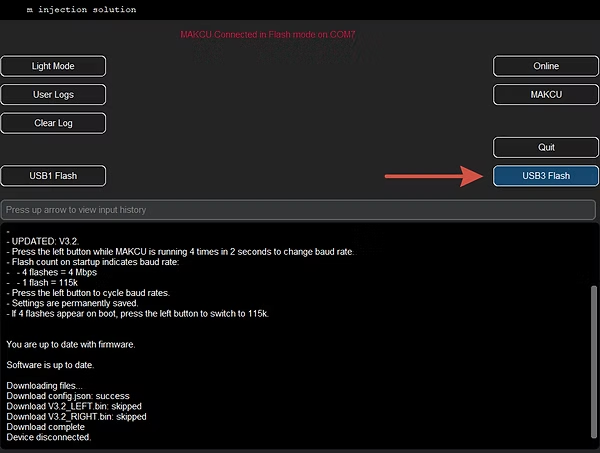 m injection solution
MAKCU Connected in Flash mode on COM7
Light Mode
Online
User Logs
MAKCU
Clear Log
Quit
USB1 Flash
USB3 Flash
Press up arrow to view input history
-
- UPDATED: V3.2.
- Press the left button while MAKCU is running 4 times in 2 seconds to change baud rate.
- Flash count on startup indicates baud rate:
-   - 4 flashes = 4 Mbps
-   - 1 flash = 115k
- Press the left button to cycle baud rates.
- Settings are permanently saved.
- If 4 flashes appear on boot, press the left button to switch to 115k.
You are up to date with firmware.
Software is up to date.
Downloading files...
Download config.json: success
Download V3.2_LEFT.bin: skipped
Download V3.2_RIGHT.bin: skipped
Download complete
Device disconnected.